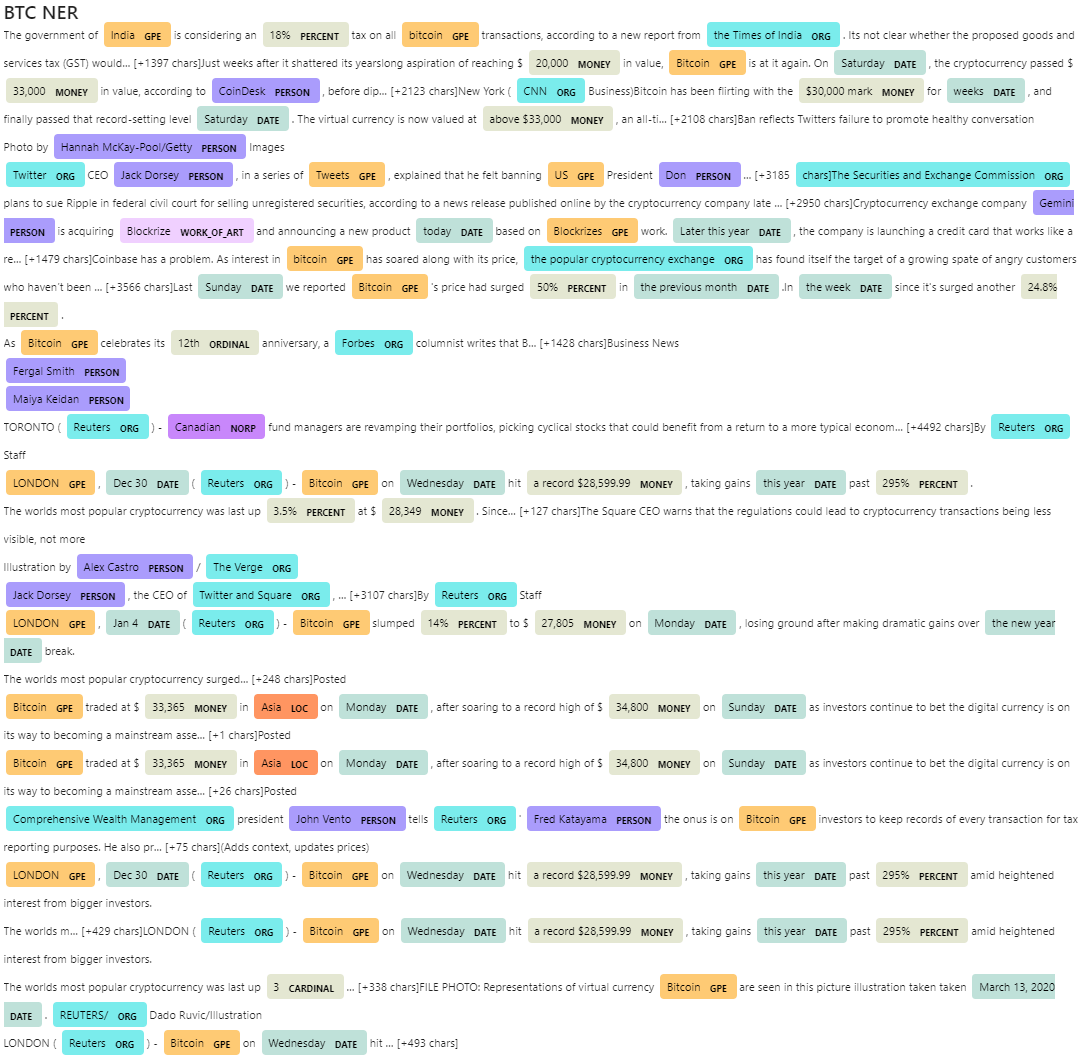 BTC NER
The government of India GPE is considering an 18% PERCENT tax on all bitcoin GPE transactions, according to a new report from the Times of India ORG . Its not clear whether the proposed goods and
services tax (GST) would... [+1397 chars]Just weeks after it shattered its yearslong aspiration of reaching $ 20,000 MONEY in value, Bitcoin GPE is at it again. On Saturday DATE , the cryptocurrency passed $
33,000 MONEY in value, according to CoinDesk PERSON , before dip... [+2123 chars]New York ( CNN ORG Business)Bitcoin has been flirting with the $30,000 mark MONEY for weeks DATE , and
finally passed that record-setting level Saturday DATE . The virtual currency is now valued at above $33,000 MONEY , an all-ti... [+2108 chars]Ban reflects Twitters failure to promote healthy conversation
Photo by Hannah McKay-Pool/Getty PERSON Images
Twitter ORG CEO Jack Dorsey PERSON , in a series of Tweets GPE , explained that he felt banning US GPE President Don PERSON ... [+3185 chars]The Securities and Exchange Commission ORG
plans to sue Ripple in federal civil court for selling unregistered securities, according to a news release published online by the cryptocurrency company late ... [+2950 chars]Cryptocurrency exchange company Gemini
PERSON is acquiring Blockrize WORK_OF_ART and announcing a new product today DATE based on Blockrizes GPE work. Later this year DATE , the company is launching a credit card that works like a
re... [+1479 chars]Coinbase has a problem. As interest in bitcoin GPE has soared along with its price, the popular cryptocurrency exchange ORG has found itself the target of a growing spate of angry customers
who haven't been ... [+3566 chars]Last Sunday DATE we reported Bitcoin GPE 's price had surged 50% PERCENT in the previous month DATE .In the week DATE since it's surged another 24.8%
PERCENT .
As Bitcoin GPE celebrates its 12th ORDINAL anniversary, a Forbes ORG columnist writes that B... [+1428 chars]Business News
Fergal Smith PERSON
Maiya Keidan PERSON
TORONTO ( Reuters ORG ) - Canadian NORP fund managers are revamping their portfolios, picking cyclical stocks that could benefit from a return to a more typical econom... [+4492 chars]By Reuters ORG
Staff
LONDON GPE , Dec 30 DATE ( Reuters ORG ) - Bitcoin GPE on Wednesday DATE hit a record $28,599.99 MONEY , taking gains this year DATE past 295% PERCENT .
The worlds most popular cryptocurrency was last up 3.5% PERCENT at $ 28,349 MONEY . Since... [+127 chars]The Square CEO warns that the regulations could lead to cryptocurrency transactions being less
visible, not more
Illustration by Alex Castro PERSON / The Verge ORG
Jack Dorsey PERSON , the CEO of Twitter and Square ORG , ... [+3107 chars]By Reuters ORG Staff
LONDON GPE , Jan 4 DATE ( Reuters ORG ) - Bitcoin GPE slumped 14% PERCENT to $ 27,805 MONEY on Monday DATE , losing ground after making dramatic gains over the new year
DATE break.
The worlds most popular cryptocurrency surged... [+248 chars]Posted
Bitcoin GPE traded at $ 33,365 MONEY in Asia LOC on Monday DATE , after soaring to a record high of $ 34,800 MONEY on Sunday DATE as investors continue to bet the digital currency is on
its way to becoming a mainstream asse... [+1 chars]Posted
Bitcoin GPE traded at $ 33,365 MONEY in Asia LOC on Monday DATE , after soaring to a record high of $ 34,800 MONEY on Sunday DATE as investors continue to bet the digital currency is on
its way to becoming a mainstream asse... [+26 chars]Posted
Comprehensive Wealth Management ORG president John Vento PERSON tells Reuters ORG ' Fred Katayama PERSON the onus is on Bitcoin GPE investors to keep records of every transaction for tax
reporting purposes. He also pr... [+75 chars](Adds context, updates prices)
LONDON GPE , Dec 30 DATE ( Reuters ORG ) - Bitcoin GPE on Wednesday DATE hit a record $28,599.99 MONEY , taking gains this year DATE past 295% PERCENT amid heightened
interest from bigger investors.
The worlds m... [+429 chars]LONDON ( Reuters ORG ) - Bitcoin GPE on Wednesday DATE hit a record $28,599.99 MONEY , taking gains this year DATE past 295% PERCENT amid heightened
interest from bigger investors.
The worlds most popular cryptocurrency was last up 3 CARDINAL ... [+338 chars]FILE PHOTO: Representations of virtual currency Bitcoin GPE are seen in this picture illustration taken taken March 13, 2020
DATE . REUTERS/ ORG Dado Ruvic/Illustration
LONDON ( Reuters ORG ) - Bitcoin GPE on Wednesday DATE hit ... [+493 chars]